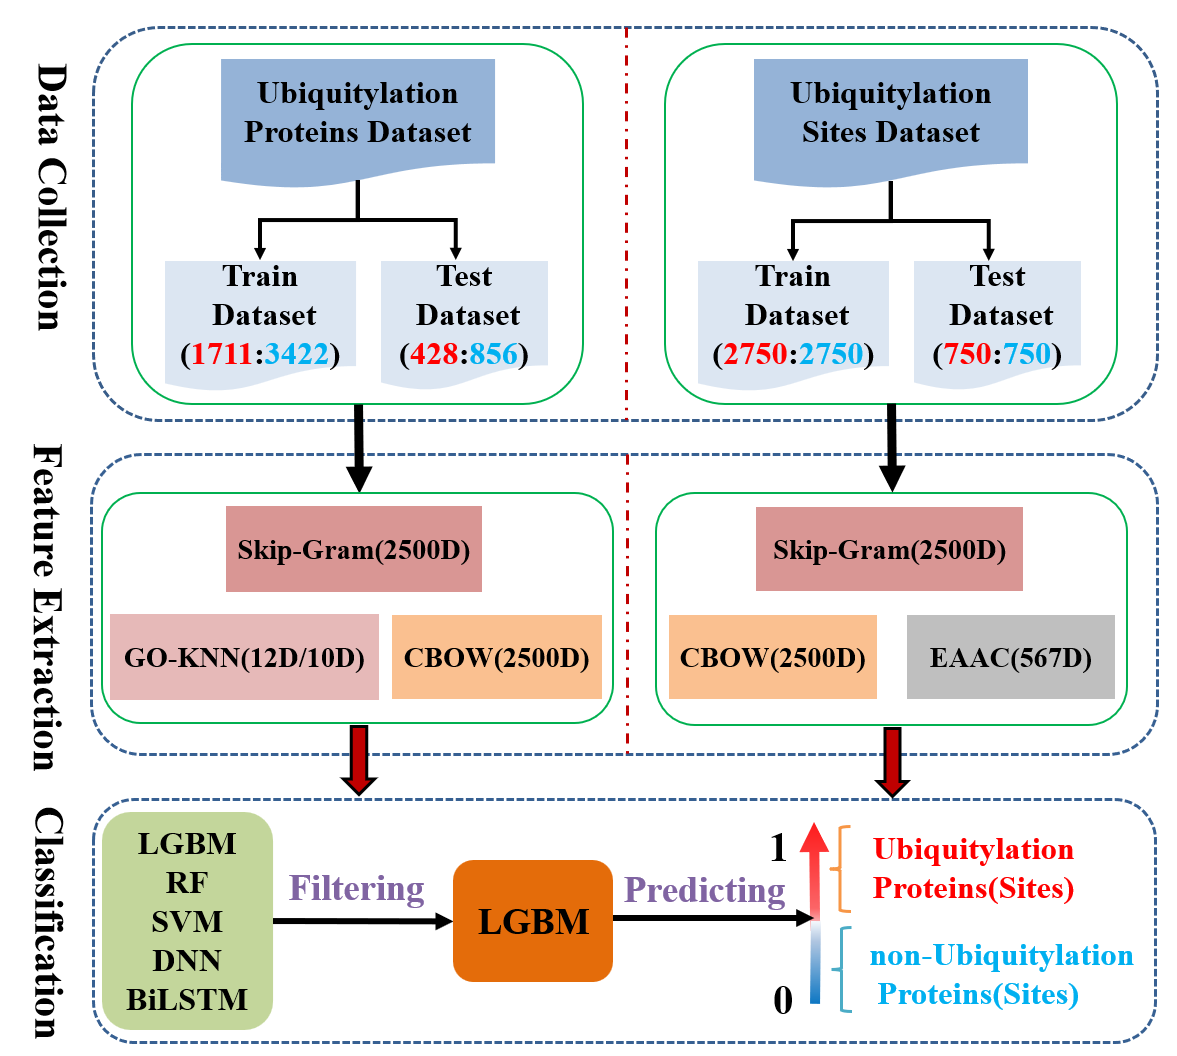 Data Collection
Ubiquitylation
Proteins Dataset
Train
Dataset
(1711:3422)
Test
Dataset
(428:856)
Ubiquitylation
Sites Dataset
Train
Dataset
(2750:2750)
Test
Dataset
(750:750)
Feature Extraction
Skip-Gram(2500D)
GO-KNN(12D/10D)
CBOW(2500D)
Skip-Gram(2500D)
CBOW(2500D)
EAAC(567D)
Classification
LGBM
RF
SVM
DNN
BiLSTM
Filtering
LGBM
Predicting
1
0
Ubiquitylation
Proteins(Sites)
non-Ubiquitylation
Proteins(Sites)